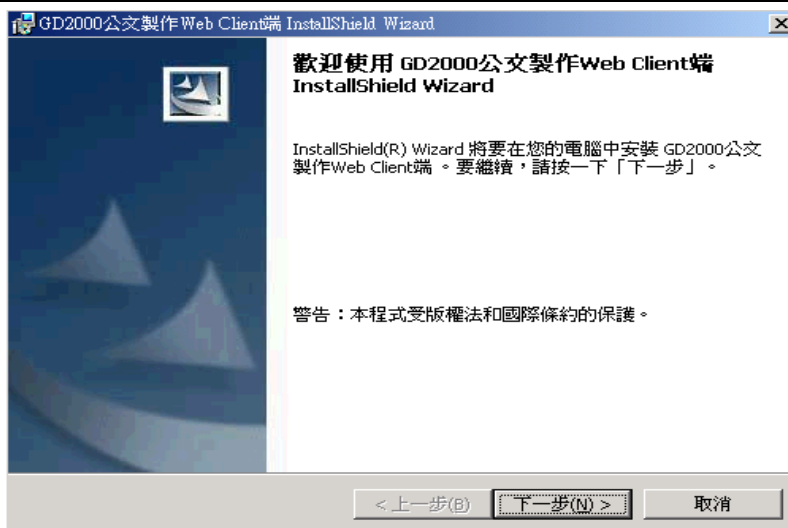 GD2000公文製作Web Client端 InstallShield Wizard
歡迎使用 GD2000公文製作Web Client端
InstallShield Wizard
InstallShield(R) Wizard 將要在您的電腦中安裝 GD2000公文
製作Web Client端 。要繼續，請按一下「下一步」。
警告：本程式受版權法和國際條約的保護。
< 上一步(B) 下一步(N) > 取消